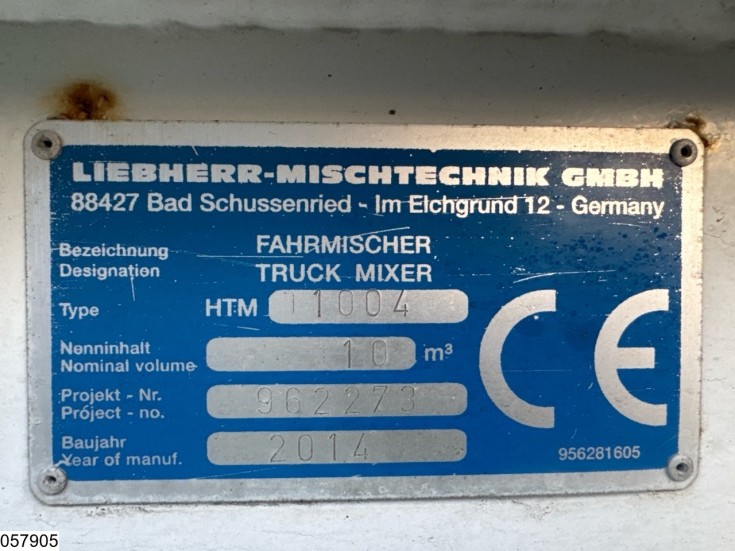 LIEBHERR-MISCHTECHNIK GMBH
88427 Bad Schussenried - Im Elchgrund 12 - Germany
Bezeichnung FAHRMISCHER
Designation TRUCK MIXER
Type HTM 1004
Nenninhalt
Nominal volume 10 m³
Projekt - Nr.
Project - no. 962273
Baujahr
Year of manuf. 2014
CE
956281605
057905